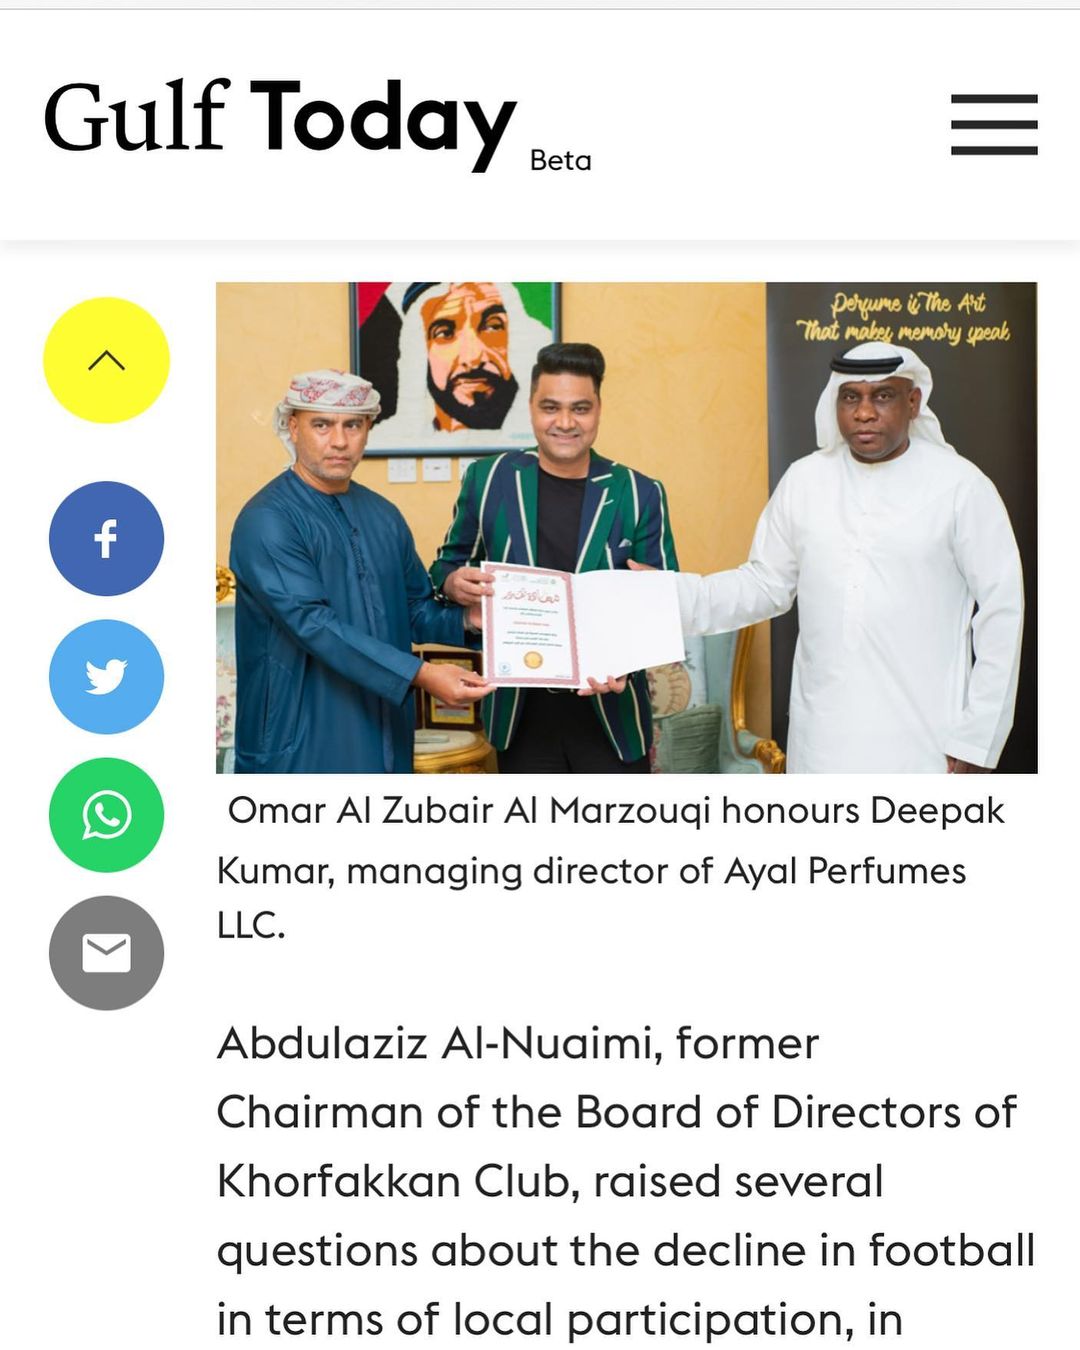 Gulf Today
Beta
Perfume is The Art
That makes memory speak
شهادة تقدير
Omar Al Zubair Al Marzouqi honours Deepak
Kumar, managing director of Ayal Perfumes
LLC.
Abdulaziz Al-Nuaimi, former
Chairman of the Board of Directors of
Khorfakkan Club, raised several
questions about the decline in football
in terms of local participation, in